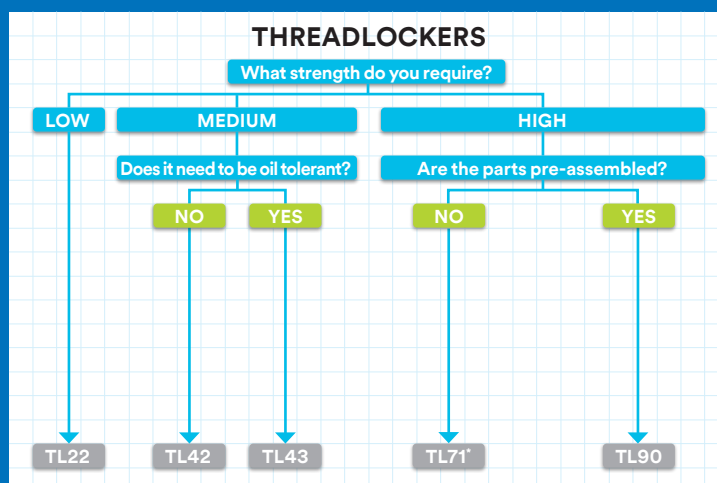 THREADLOCKERS
What strength do you require?
LOW
MEDIUM
HIGH
Does it need to be oil tolerant?
Are the parts pre-assembled?
NO
YES
NO
YES
TL22
TL42
TL43
TL71*
TL90